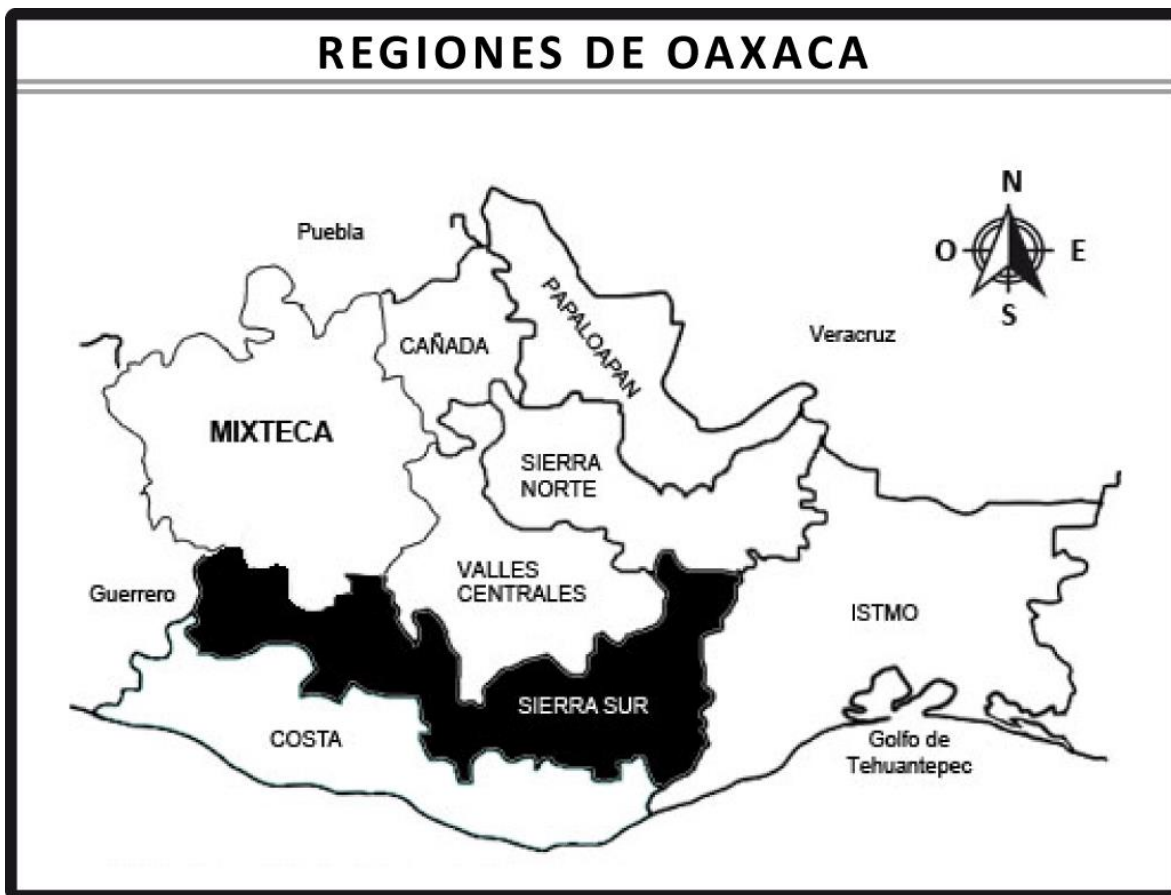 REGIONES DE OAXACA
N
Puebla
O
E
PAPALOAPAN
S
Veracruz
CAÑADA
MIXTECA
SIERRA
NORTE
VALLES
CENTRALES
Guerrero
ISTMO
SIERRA SUR
COSTA
Golfo de
Tehuantepec